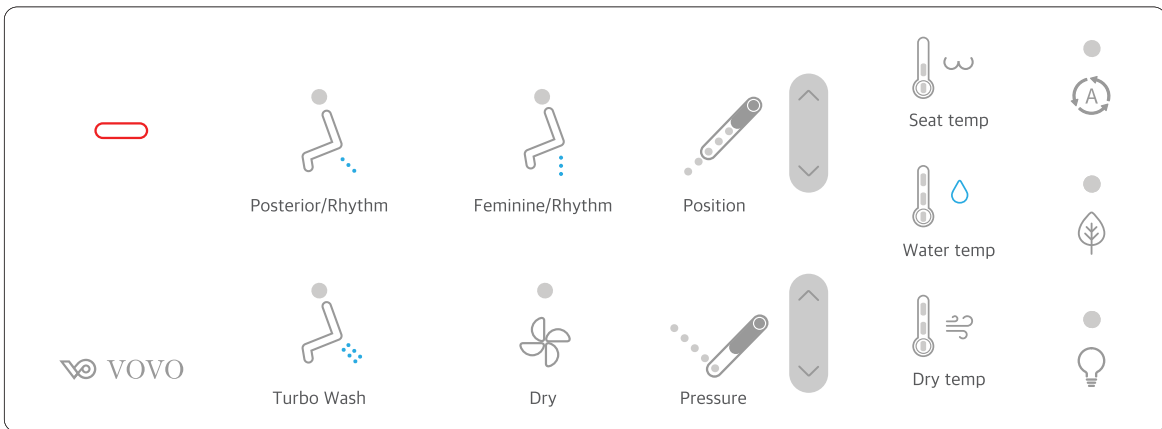 Posterior/Rhythm
Feminine/Rhythm
Position
Seat temp
A
Water temp
VOVO
Turbo Wash
Dry
Pressure
Dry temp